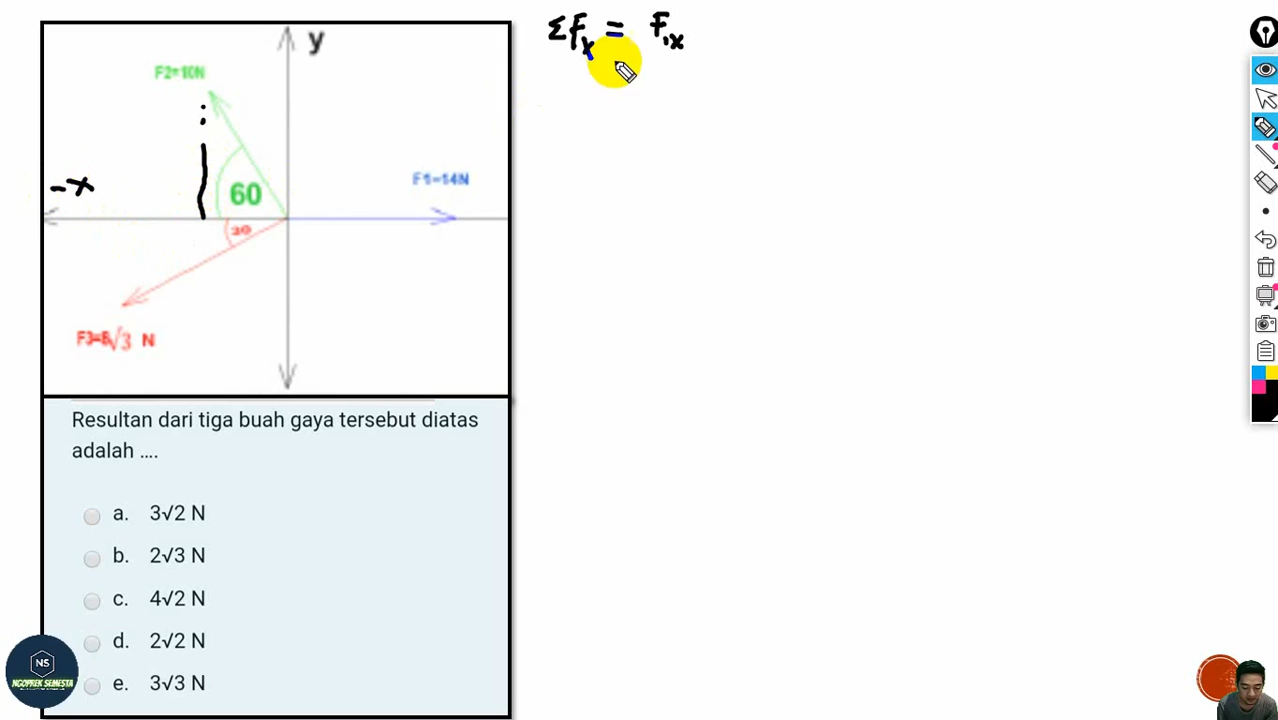 ΣFx = F1x
y
F2=10N
-x
60
F1=14N
30
F3=8√3 N
Resultan dari tiga buah gaya tersebut diatas
adalah ....
a. 3√2 N
b. 2√3 N
c. 4√2 N
d. 2√2 N
e. 3√3 N
NS
NGOPREK SEMESTA